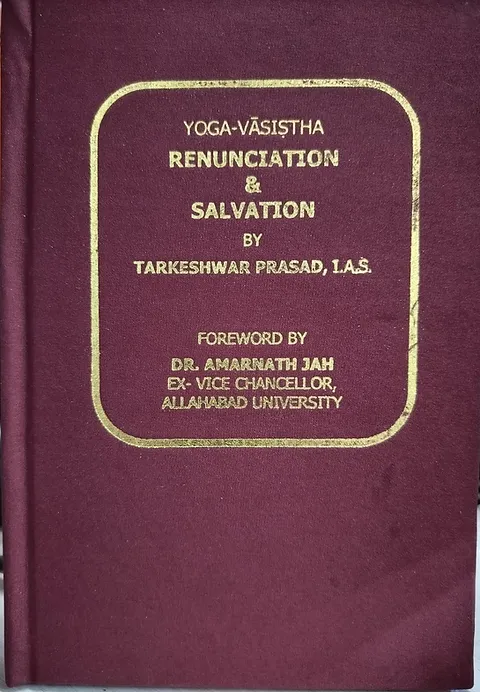 YOGA-VĀSIṢTHA
RENUNCIATION
&
SALVATION
BY
TARKESHWAR PRASAD, I.A.S.
FOREWORD BY
DR. AMARNATH JAH
EX- VICE CHANCELLOR,
ALLAHABAD UNIVERSITY